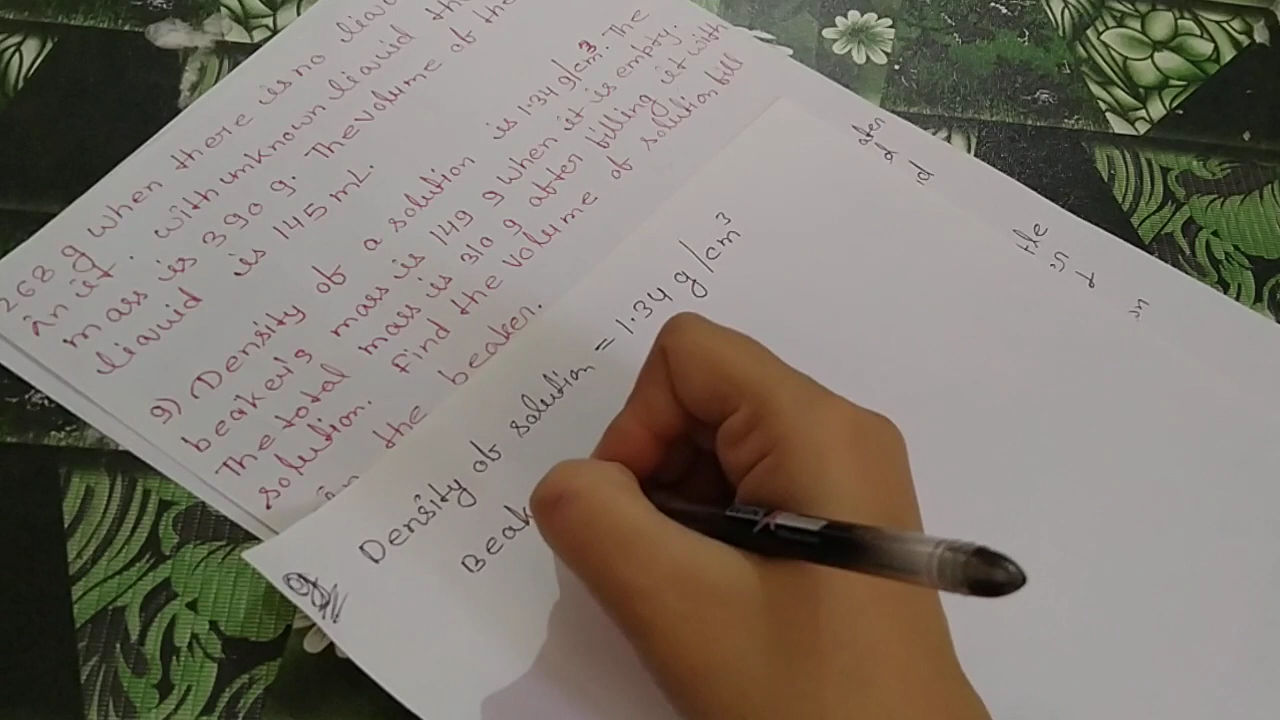 268 g when there is no
in it. with unknown liquid
mass is 390 g. The volume of the
liquid is 145 mL.
9) Density of a solution is 1.34 g/cm³. The
beaker's mass is 149 g when it is empty.
The total mass is 310 g after filling it with
solution. Find the volume of solution
in the beaker.
9)
Density of solution = 1.34 g/cm³
Beak